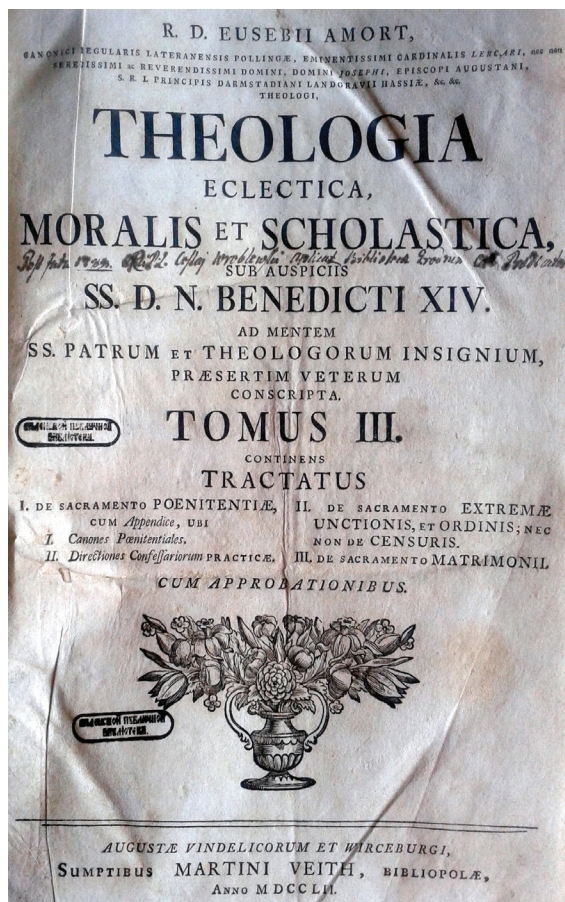 R. D. EUSEBII AMORT,
CANONICI REGULARIS LATERANENSIS POLLINGÆ, EMINENTISSIMI CARDINALIS LERCARI, nec non
SERENISSIMI ac REVERENDISSIMI DOMINI, DOMINI JOSEPHI, EPISCOPI AUGUSTANI,
S. R. I. PRINCIPIS DARMSTADIANI LANDGRAVII HASSIÆ, &c. &c.
THEOLOGI,
THEOLOGIA
ECLECTICA,
MORALIS ET SCHOLASTICA,
SUB AUSPICIIS
SS. D. N. BENEDICTI XIV.
AD MENTEM
SS. PATRUM ET THEOLOGORUM INSIGNIUM,
PRÆSERTIM VETERUM
CONSCRIPTA.
TOMUS III.
CONTINENS
TRACTATUS
I. DE SACRAMENTO POENITENTIÆ,
CUM Appendice, UBI
I. Canones Pœnitentiales.
II. Directiones Confessariorum PRACTICÆ.
II. DE SACRAMENTO EXTREMÆ
UNCTIONIS, ET ORDINIS; NEC
NON DE CENSURIS.
III. DE SACRAMENTO MATRIMONII.
CUM APPROBATIONIBUS.
AUGUSTÆ VINDELICORUM ET WIRCEBURGI,
SUMPTIBUS MARTINI VEITH, BIBLIOPOLÆ,
ANNO MDCCLII.